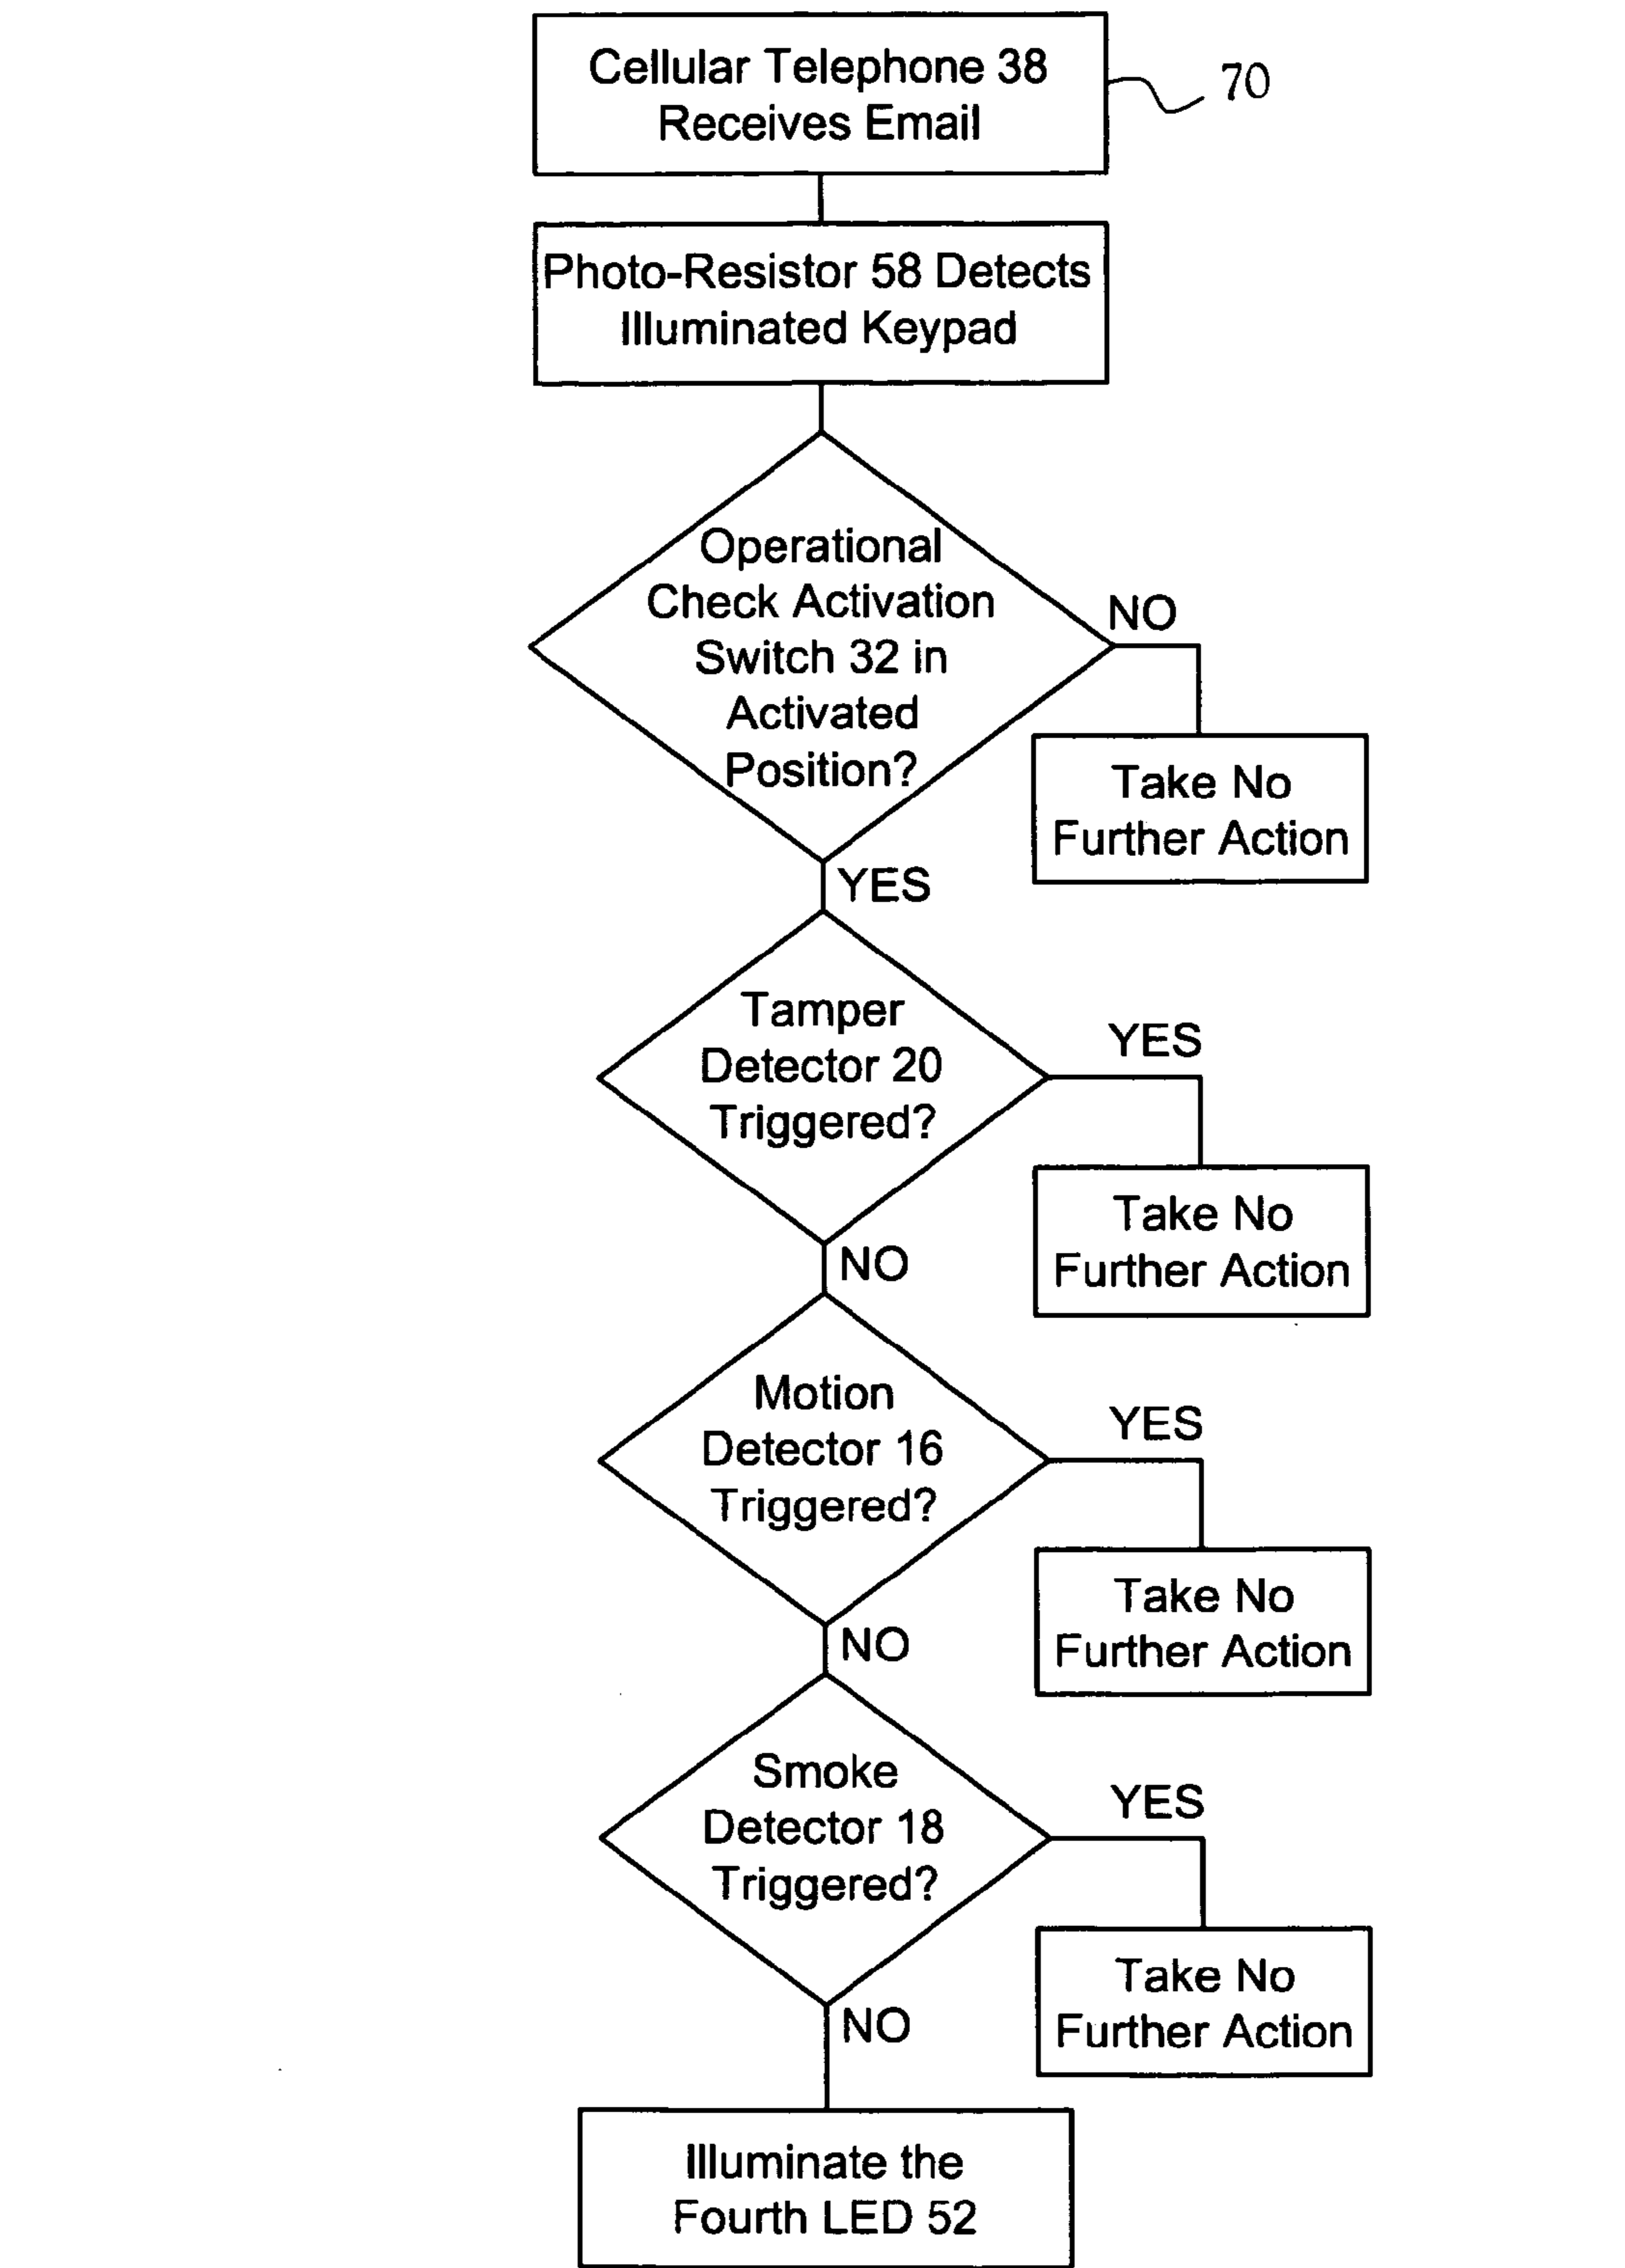 Cellular Telephone 38
Receives Email
70
Photo-Resistor 58 Detects
Illuminated Keypad
Operational
Check Activation
Switch 32 in
Activated
Position?
NO
Take No
Further Action
YES
Tamper
Detector 20
Triggered?
YES
Take No
Further Action
NO
Motion
Detector 16
Triggered?
YES
Take No
Further Action
NO
Smoke
Detector 18
Triggered?
YES
Take No
Further Action
NO
Illuminate the
Fourth LED 52